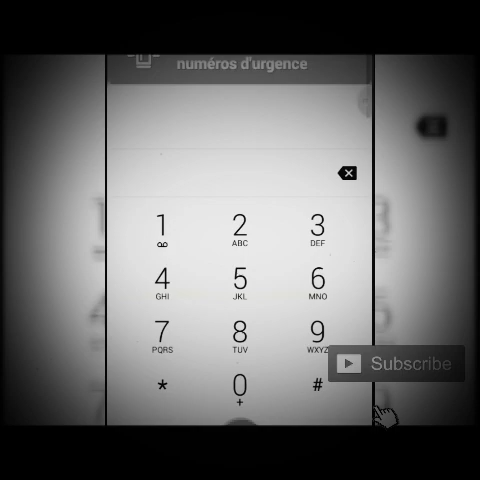 numéros d'urgence
1 2 3
ABC DEF
4 5 6
GHI JKL MNO
7 8 9
PQRS TUV WXYZ
* 0 #
+
Subscribe